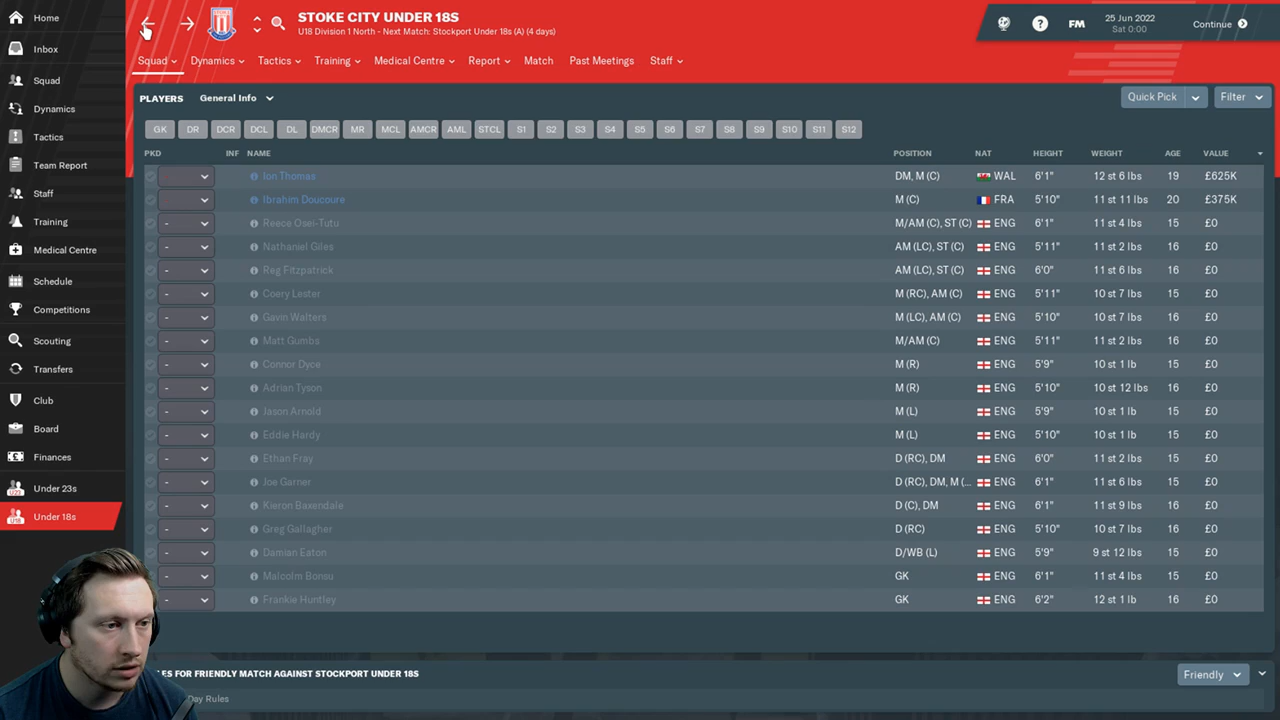 Home
Inbox
Squad
Dynamics
Tactics
Team Report
Staff
Training
Medical Centre
Schedule
Competitions
Scouting
Transfers
Club
Board
Finances
Under 23s
Under 18s
STOKE CITY UNDER 18S
U18 Division 1 North - Next Match: Stockport Under 18s (A) (4 days)
? FM 25 Jun 2022 Sat 0:00 Continue
Squad Dynamics Tactics Training Medical Centre Report Match Past Meetings Staff
PLAYERS General Info Quick Pick Filter
GK DR DCR DCL DL DMCR MR MCL AMCR AML STCL S1 S2 S3 S4 S5 S6 S7 S8 S9 S10 S11 S12
PKD INF NAME POSITION NAT HEIGHT WEIGHT AGE VALUE
Ion Thomas DM, M (C) WAL 6'1" 12 st 6 lbs 19 £625K
Ibrahim Doucoure M (C) FRA 5'10" 11 st 11 lbs 20 £375K
- Reece Osei-Tutu M/AM (C), ST (C) ENG 6'1" 11 st 4 lbs 15 £0
- Nathaniel Giles AM (LC), ST (C) ENG 5'11" 11 st 2 lbs 16 £0
- Reg Fitzpatrick AM (LC), ST (C) ENG 6'0" 11 st 6 lbs 16 £0
- Coery Lester M (RC), AM (C) ENG 5'11" 10 st 7 lbs 15 £0
- Gavin Walters M (LC), AM (C) ENG 5'10" 10 st 7 lbs 16 £0
- Matt Gumbs M/AM (C) ENG 5'11" 11 st 2 lbs 16 £0
- Connor Dyce M (R) ENG 5'9" 10 st 1 lbs 15 £0
- Adrian Tyson M (R) ENG 5'10" 10 st 12 lbs 16 £0
- Jason Arnold M (L) ENG 5'9" 10 st 1 lb 15 £0
- Eddie Hardy M (L) ENG 5'10" 10 st 1 lb 15 £0
- Ethan Fray D (RC), DM ENG 6'0" 11 st 2 lbs 15 £0
- Joe Garner D (RC), DM, M (... ENG 6'1" 11 st 6 lbs 15 £0
- Kieron Baxendale D (C), DM ENG 6'1" 11 st 9 lbs 16 £0
- Greg Gallagher D (RC) ENG 5'10" 10 st 7 lbs 16 £0
- Damian Eaton D/WB (L) ENG 5'9" 9 st 12 lbs 15 £0
- Malcolm Bonsu GK ENG 6'1" 11 st 4 lbs 15 £0
- Frankie Huntley GK ENG 6'2" 12 st 1 lb 16 £0
FOR FRIENDLY MATCH AGAINST STOCKPORT UNDER 18S Friendly
Day Rules